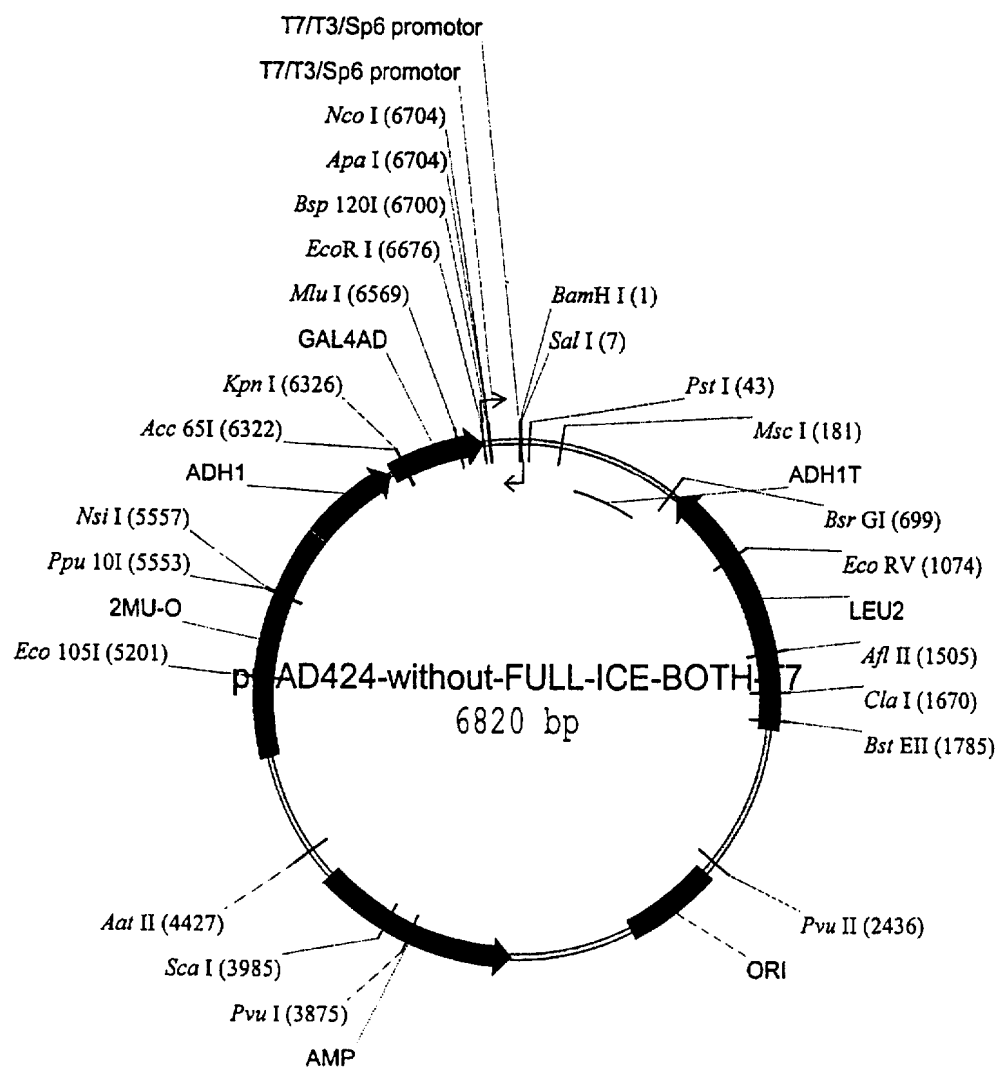 T7/T3/Sp6 promotor
T7/T3/Sp6 promotor
Nco I (6704)
Apa I (6704)
Bsp 120I (6700)
EcoR I (6676)
Mlu I (6569)
GAL4AD
Kpn I (6326)
Acc 65I (6322)
ADH1
Nsi I (5557)
Ppu 10I (5553)
2MU-O
Eco 105I (5201)
BamH I (1)
Sal I (7)
Pst I (43)
Msc I (181)
ADH1T
Bsr GI (699)
Eco RV (1074)
LEU2
Afl II (1505)
Cla I (1670)
Bst EII (1785)
6820 bp
Aat II (4427)
Sca I (3985)
Pvu I (3875)
AMP
Pvu II (2436)
ORI